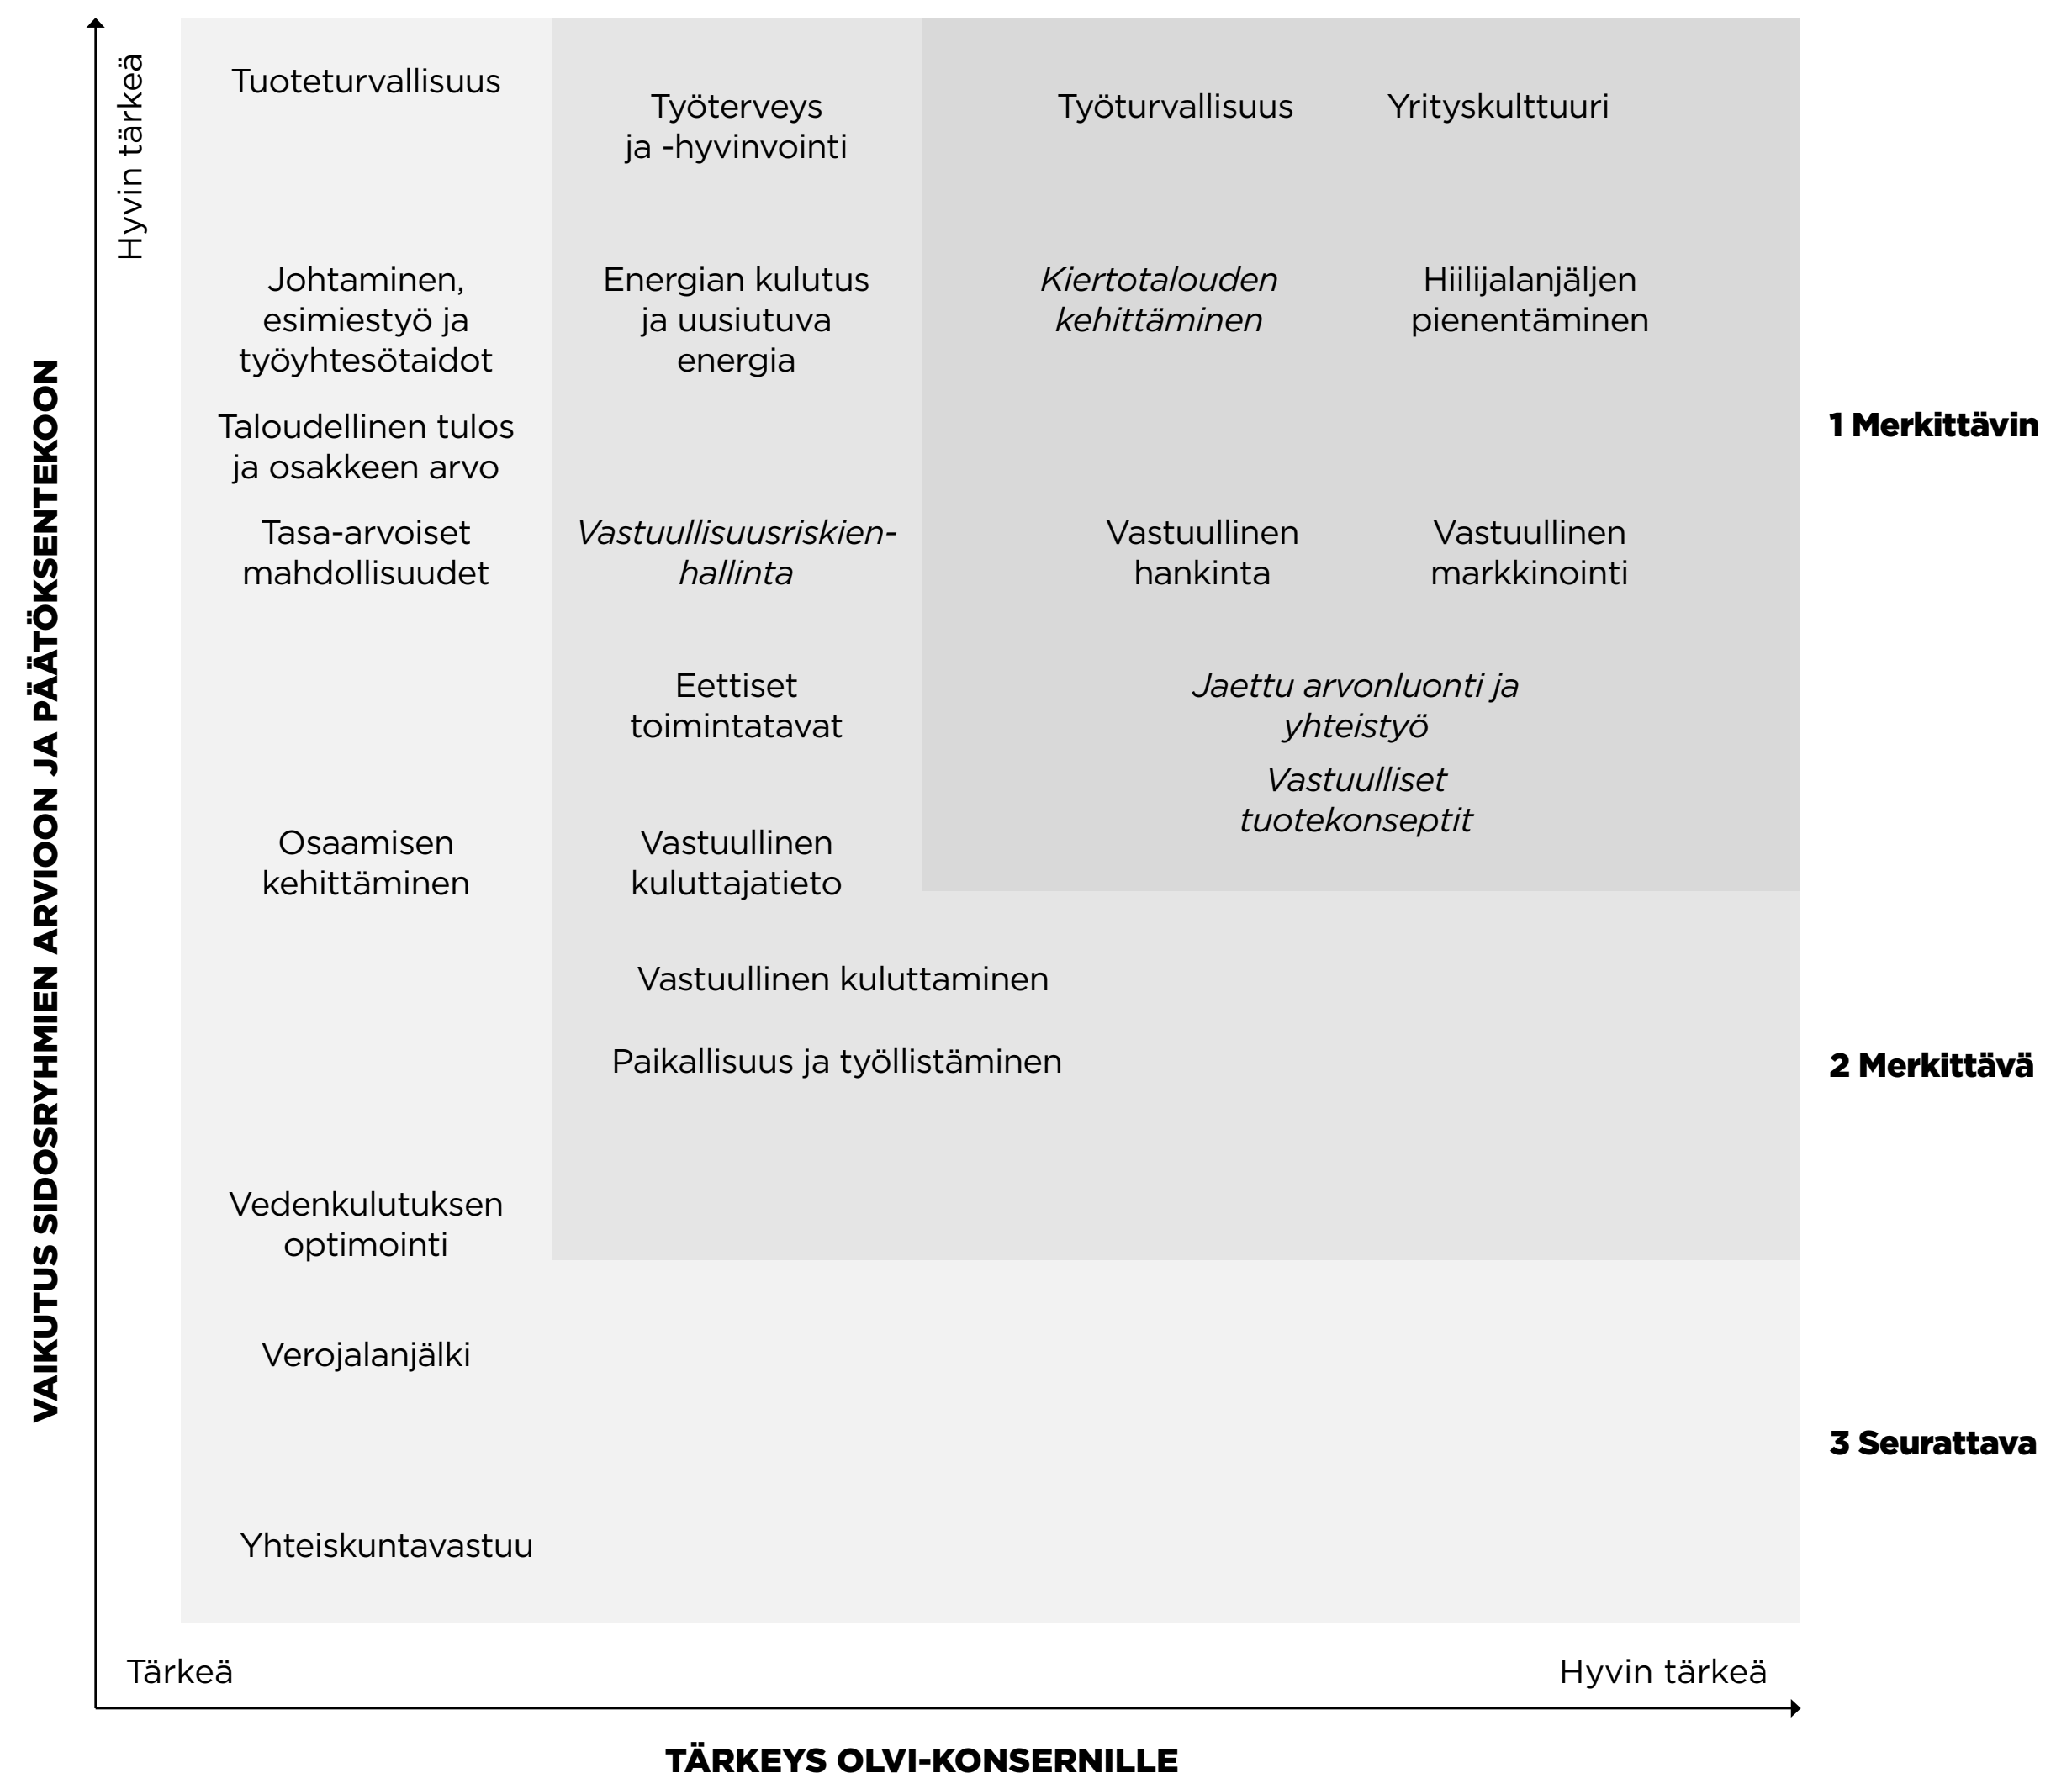 VAIKUTUS SIDOSRYHMIEN ARVIOON JA PÄÄTÖKSENTEKOON
Hyvin tärkeä
Tuoteturvallisuus
Johtaminen,
esimiestyö ja
työyhtesötaidot
Taloudellinen tulos
ja osakkeen arvo
Tasa-arvoiset
mahdollisuudet
Osaamisen
kehittäminen
Vedenkulutuksen
optimointi
Verojalanjälki
Yhteiskuntavastuu
Työterveys
ja -hyvinvointi
Energian kulutus
ja uusiutuva
energia
Vastuullisuusriskien-
hallinta
Eettiset
toimintatavat
Vastuullinen
kuluttajatieto
Vastuullinen kuluttaminen
Paikallisuus ja työllistäminen
Työturvallisuus
Yrityskulttuuri
Kiertotalouden
kehittäminen
Hiilijalanjäljen
pienentäminen
Vastuullinen
hankinta
Vastuullinen
markkinointi
Jaettu arvonluonti ja
yhteistyö
Vastuulliset
tuotekonseptit
1 Merkittävin
2 Merkittävä
3 Seurattava
Tärkeä
Hyvin tärkeä
TÄRKEYS OLVI-KONSERNILLE